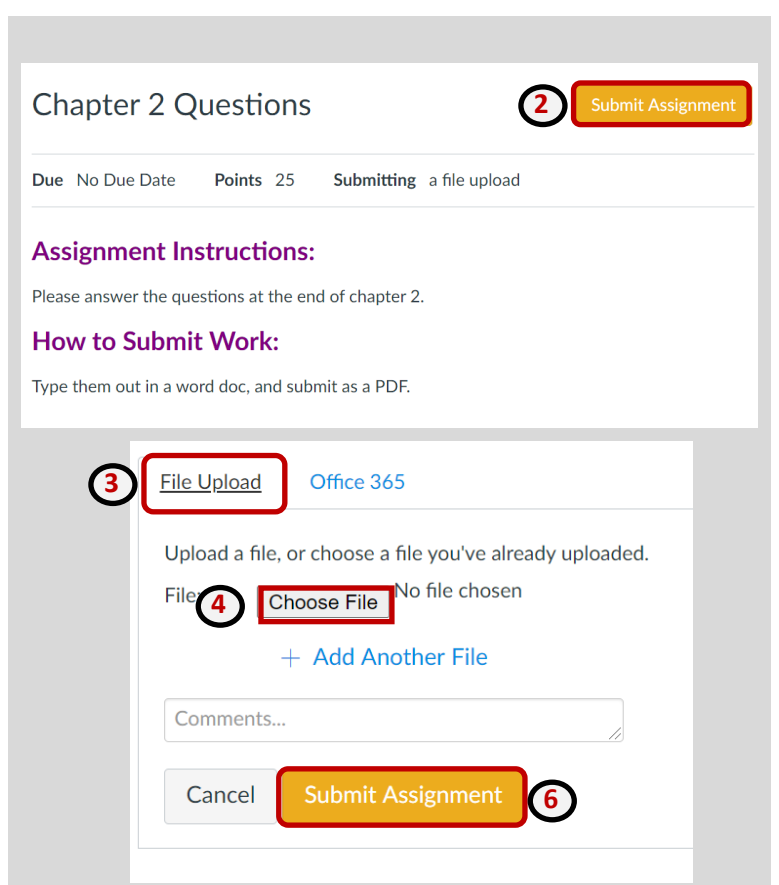 Chapter 2 Questions 2 Submit Assignment
Due No Due Date Points 25 Submitting a file upload
Assignment Instructions:
Please answer the questions at the end of chapter 2.
How to Submit Work:
Type them out in a word doc, and submit as a PDF.
3 File Upload Office 365
Upload a file, or choose a file you've already uploaded.
File: 4 Choose File No file chosen
+ Add Another File
Comments...
Cancel Submit Assignment 6